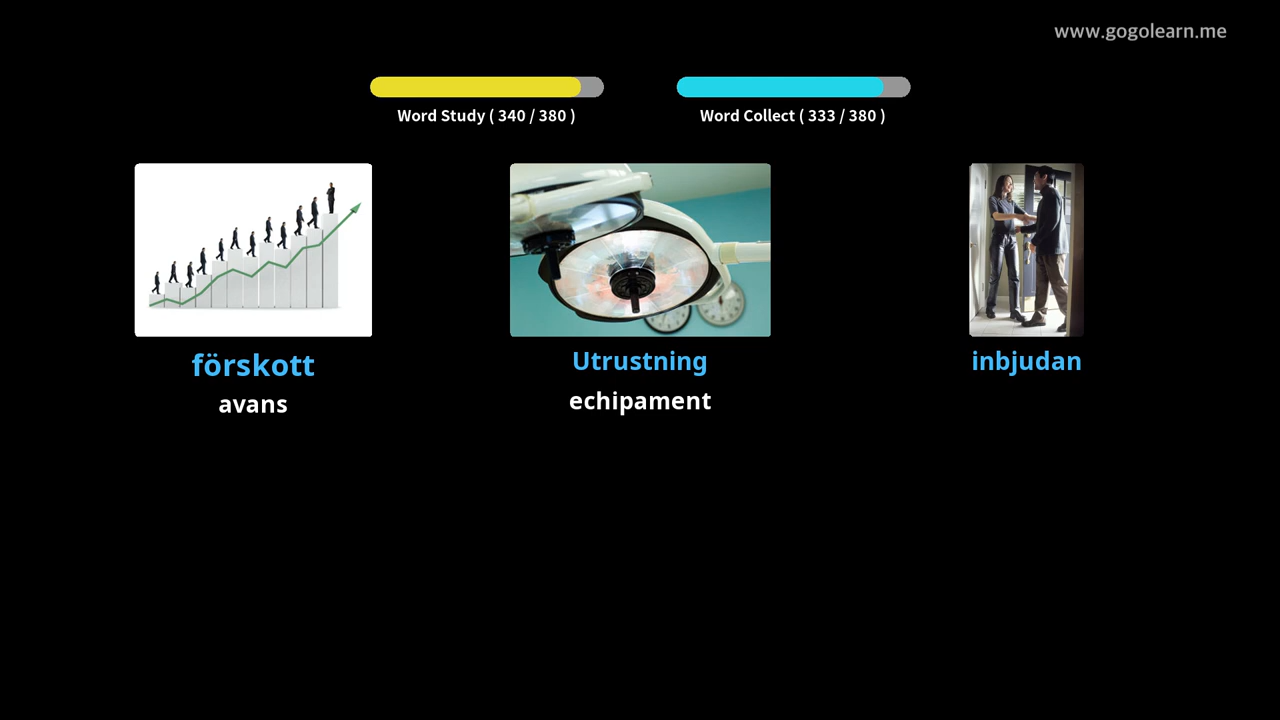 www.gogolearn.me
Word Study ( 340 / 380 )
Word Collect ( 333 / 380 )
förskott
avans
Utrustning
echipament
inbjudan